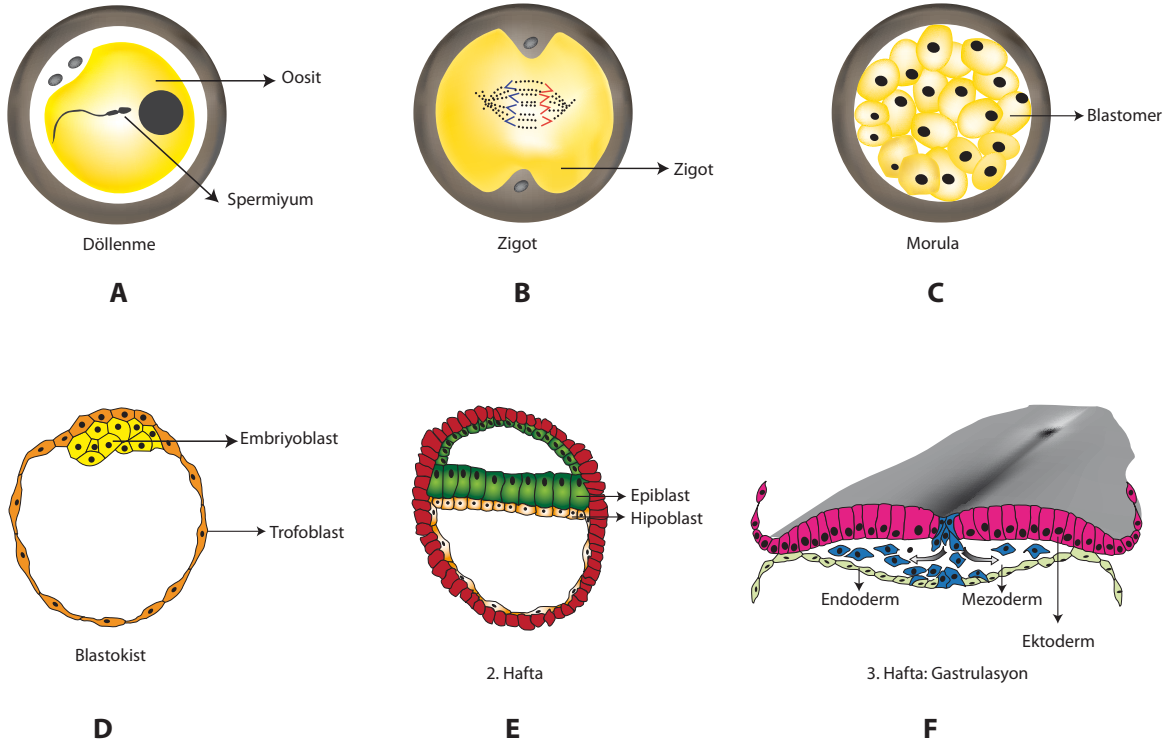 Oosit
Spermiyum
Döllenme
A
Zigot
Zigot
B
Blastomer
Morula
C
Embriyoblast
Trofoblast
Blastokist
D
Epiblast
Hipoblast
2. Hafta
E
Endoderm
Mezoderm
Ektoderm
3. Hafta: Gastrulasyon
F